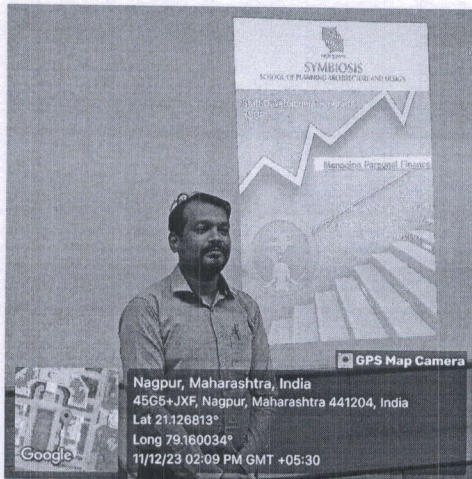 SYMBIOSIS
SCHOOL OF PLANNING ARCHITECTURE AND DESIGN
Managing Personal Finance
GPS Map Camera
Nagpur, Maharashtra, India
45G5+JXF, Nagpur, Maharashtra 441204, India
Lat 21.126813°
Long 79.160034°
11/12/23 02:09 PM GMT +05:30
Google